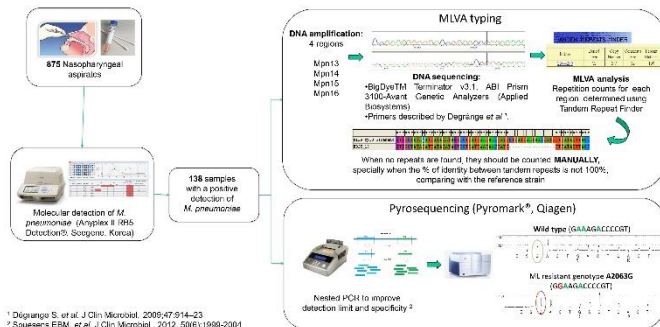 875 Nasopharyngeal
aspirates
Molecular detection of M.
pneumoniae (Anyplex II RB5
Detection®, Seegene, Korea)
138 samples
with a positive
detection of
M. pneumoniae
MLVA typing
DNA amplification:
4 regions
Mpn13
Mpn14
Mpn15
Mpn16
DNA sequencing:
•BigDyeTM Terminator v3.1, ABI Prism
3100-Avant Genetic Analyzers (Applied
Biosystems)
•Primers described by Degrange et al ¹.
MLVA analysis
Repetition counts for each
region determined using
Tandem Repeat Finder
When no repeats are found, they should be counted MANUALLY,
specially when the % of identity between tandem repeats is not 100%,
comparing with the reference strain
Pyrosequencing (Pyromark®, Qiagen)
Nested PCR to improve
detection limit and specificity ²
Wild type (GAAAGACCCCGT)
ML resistant genotype A2063G
(GGAAGACCCCGT)
¹ Dégrange S. et al. J Clin Microbiol. 2009;47:914–23
² Spuesens EBM, et al. J Clin Microbiol. 2012, 50(6):1999-2004